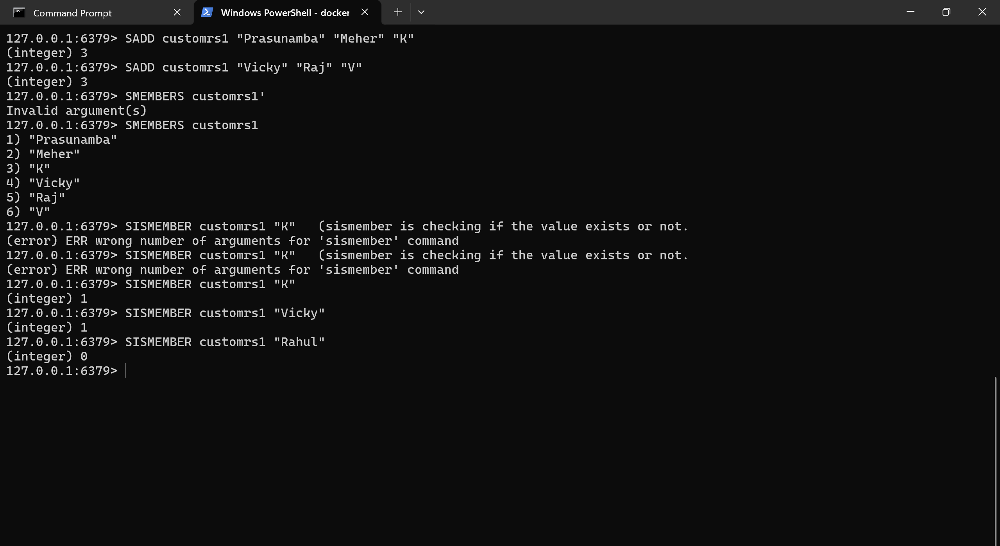 Command Prompt
Windows PowerShell - docker
127.0.0.1:6379> SADD customrs1 "Prasunamba" "Meher" "K"
(integer) 3
127.0.0.1:6379> SADD customrs1 "Vicky" "Raj" "V"
(integer) 3
127.0.0.1:6379> SMEMBERS customrs1'
Invalid argument(s)
127.0.0.1:6379> SMEMBERS customrs1
1) "Prasunamba"
2) "Meher"
3) "K"
4) "Vicky"
5) "Raj"
6) "V"
127.0.0.1:6379> SISMEMBER customrs1 "K"   (sismember is checking if the value exists or not.
(error) ERR wrong number of arguments for 'sismember' command
127.0.0.1:6379> SISMEMBER customrs1 "K"   (sismember is checking if the value exists or not.
(error) ERR wrong number of arguments for 'sismember' command
127.0.0.1:6379> SISMEMBER customrs1 "K"
(integer) 1
127.0.0.1:6379> SISMEMBER customrs1 "Vicky"
(integer) 1
127.0.0.1:6379> SISMEMBER customrs1 "Rahul"
(integer) 0
127.0.0.1:6379>